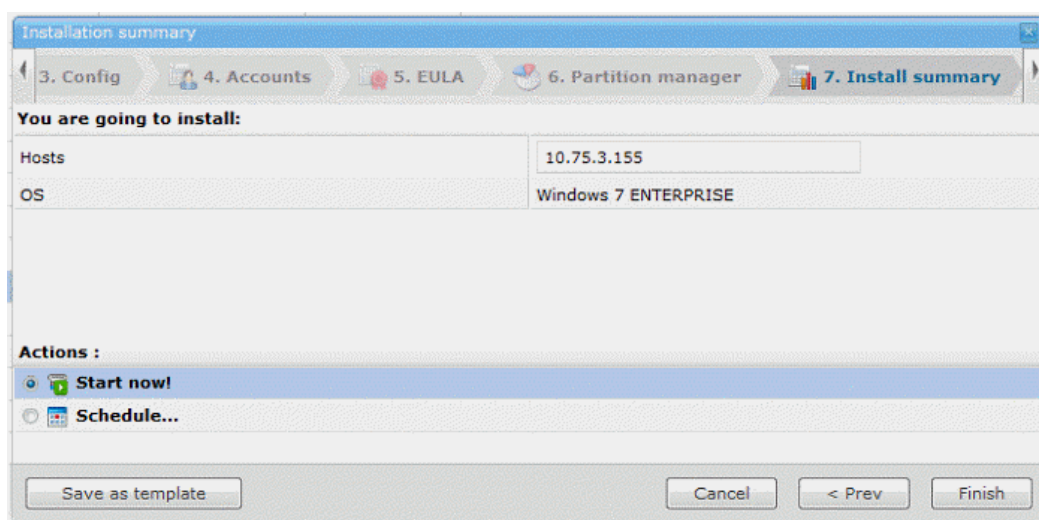 Installation summary
3. Config 4. Accounts 5. EULA 6. Partition manager 7. Install summary
You are going to install:
Hosts 10.75.3.155
OS Windows 7 ENTERPRISE
Actions :
Start now!
Schedule...
Save as template Cancel < Prev Finish